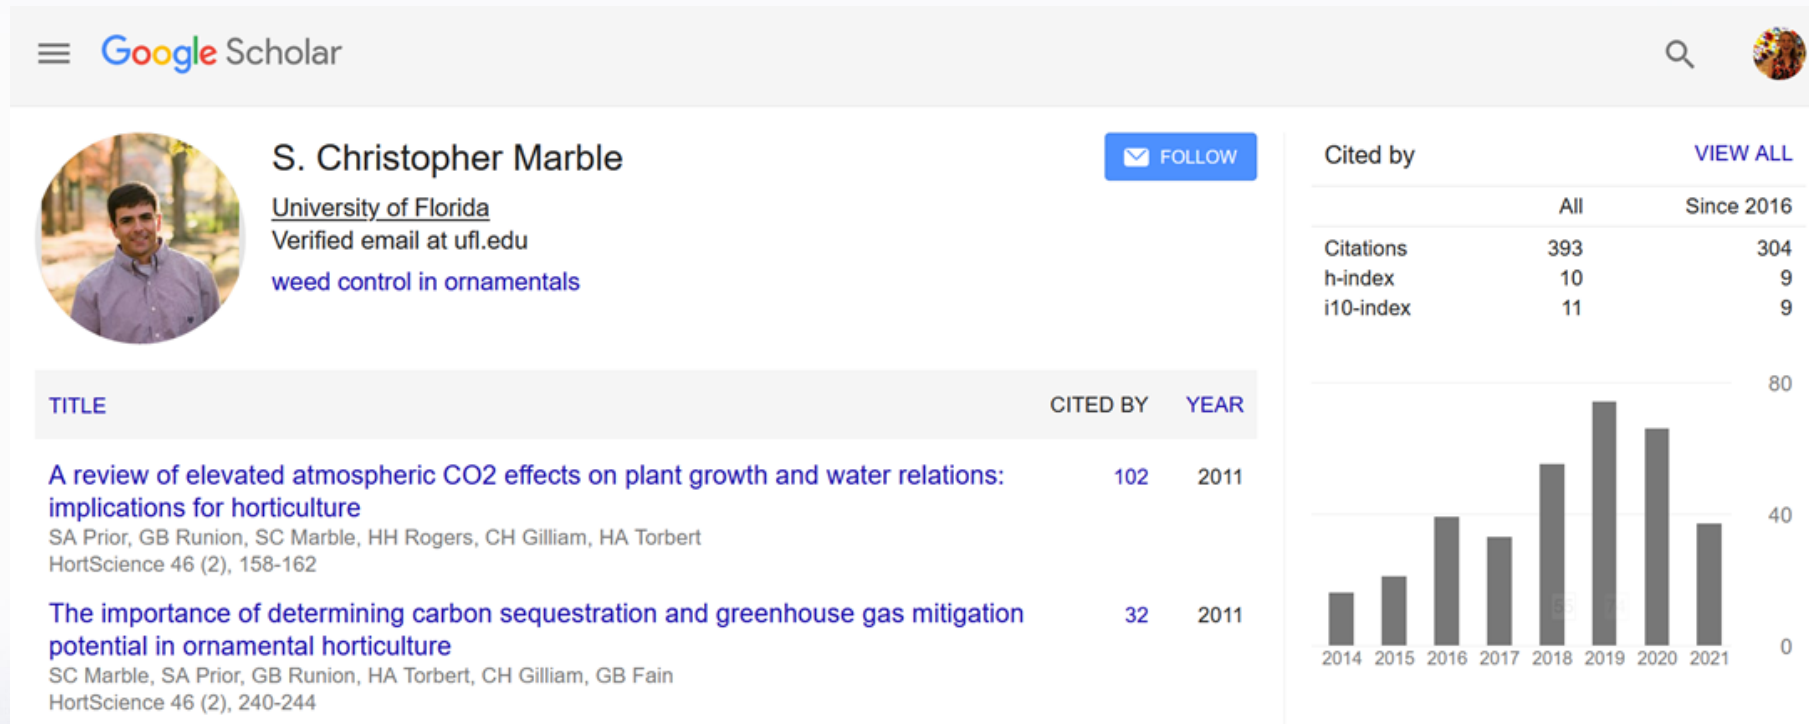 Google Scholar
S. Christopher Marble
FOLLOW
University of Florida
Verified email at ufl.edu
weed control in ornamentals
TITLE CITED BY YEAR
A review of elevated atmospheric CO2 effects on plant growth and water relations: 102 2011
implications for horticulture
SA Prior, GB Runion, SC Marble, HH Rogers, CH Gilliam, HA Torbert
HortScience 46 (2), 158-162
The importance of determining carbon sequestration and greenhouse gas mitigation 32 2011
potential in ornamental horticulture
SC Marble, SA Prior, GB Runion, HA Torbert, CH Gilliam, GB Fain
HortScience 46 (2), 240-244
Cited by VIEW ALL
All Since 2016
Citations 393 304
h-index 10 9
i10-index 11 9
80
40
0
2014 2015 2016 2017 2018 2019 2020 2021